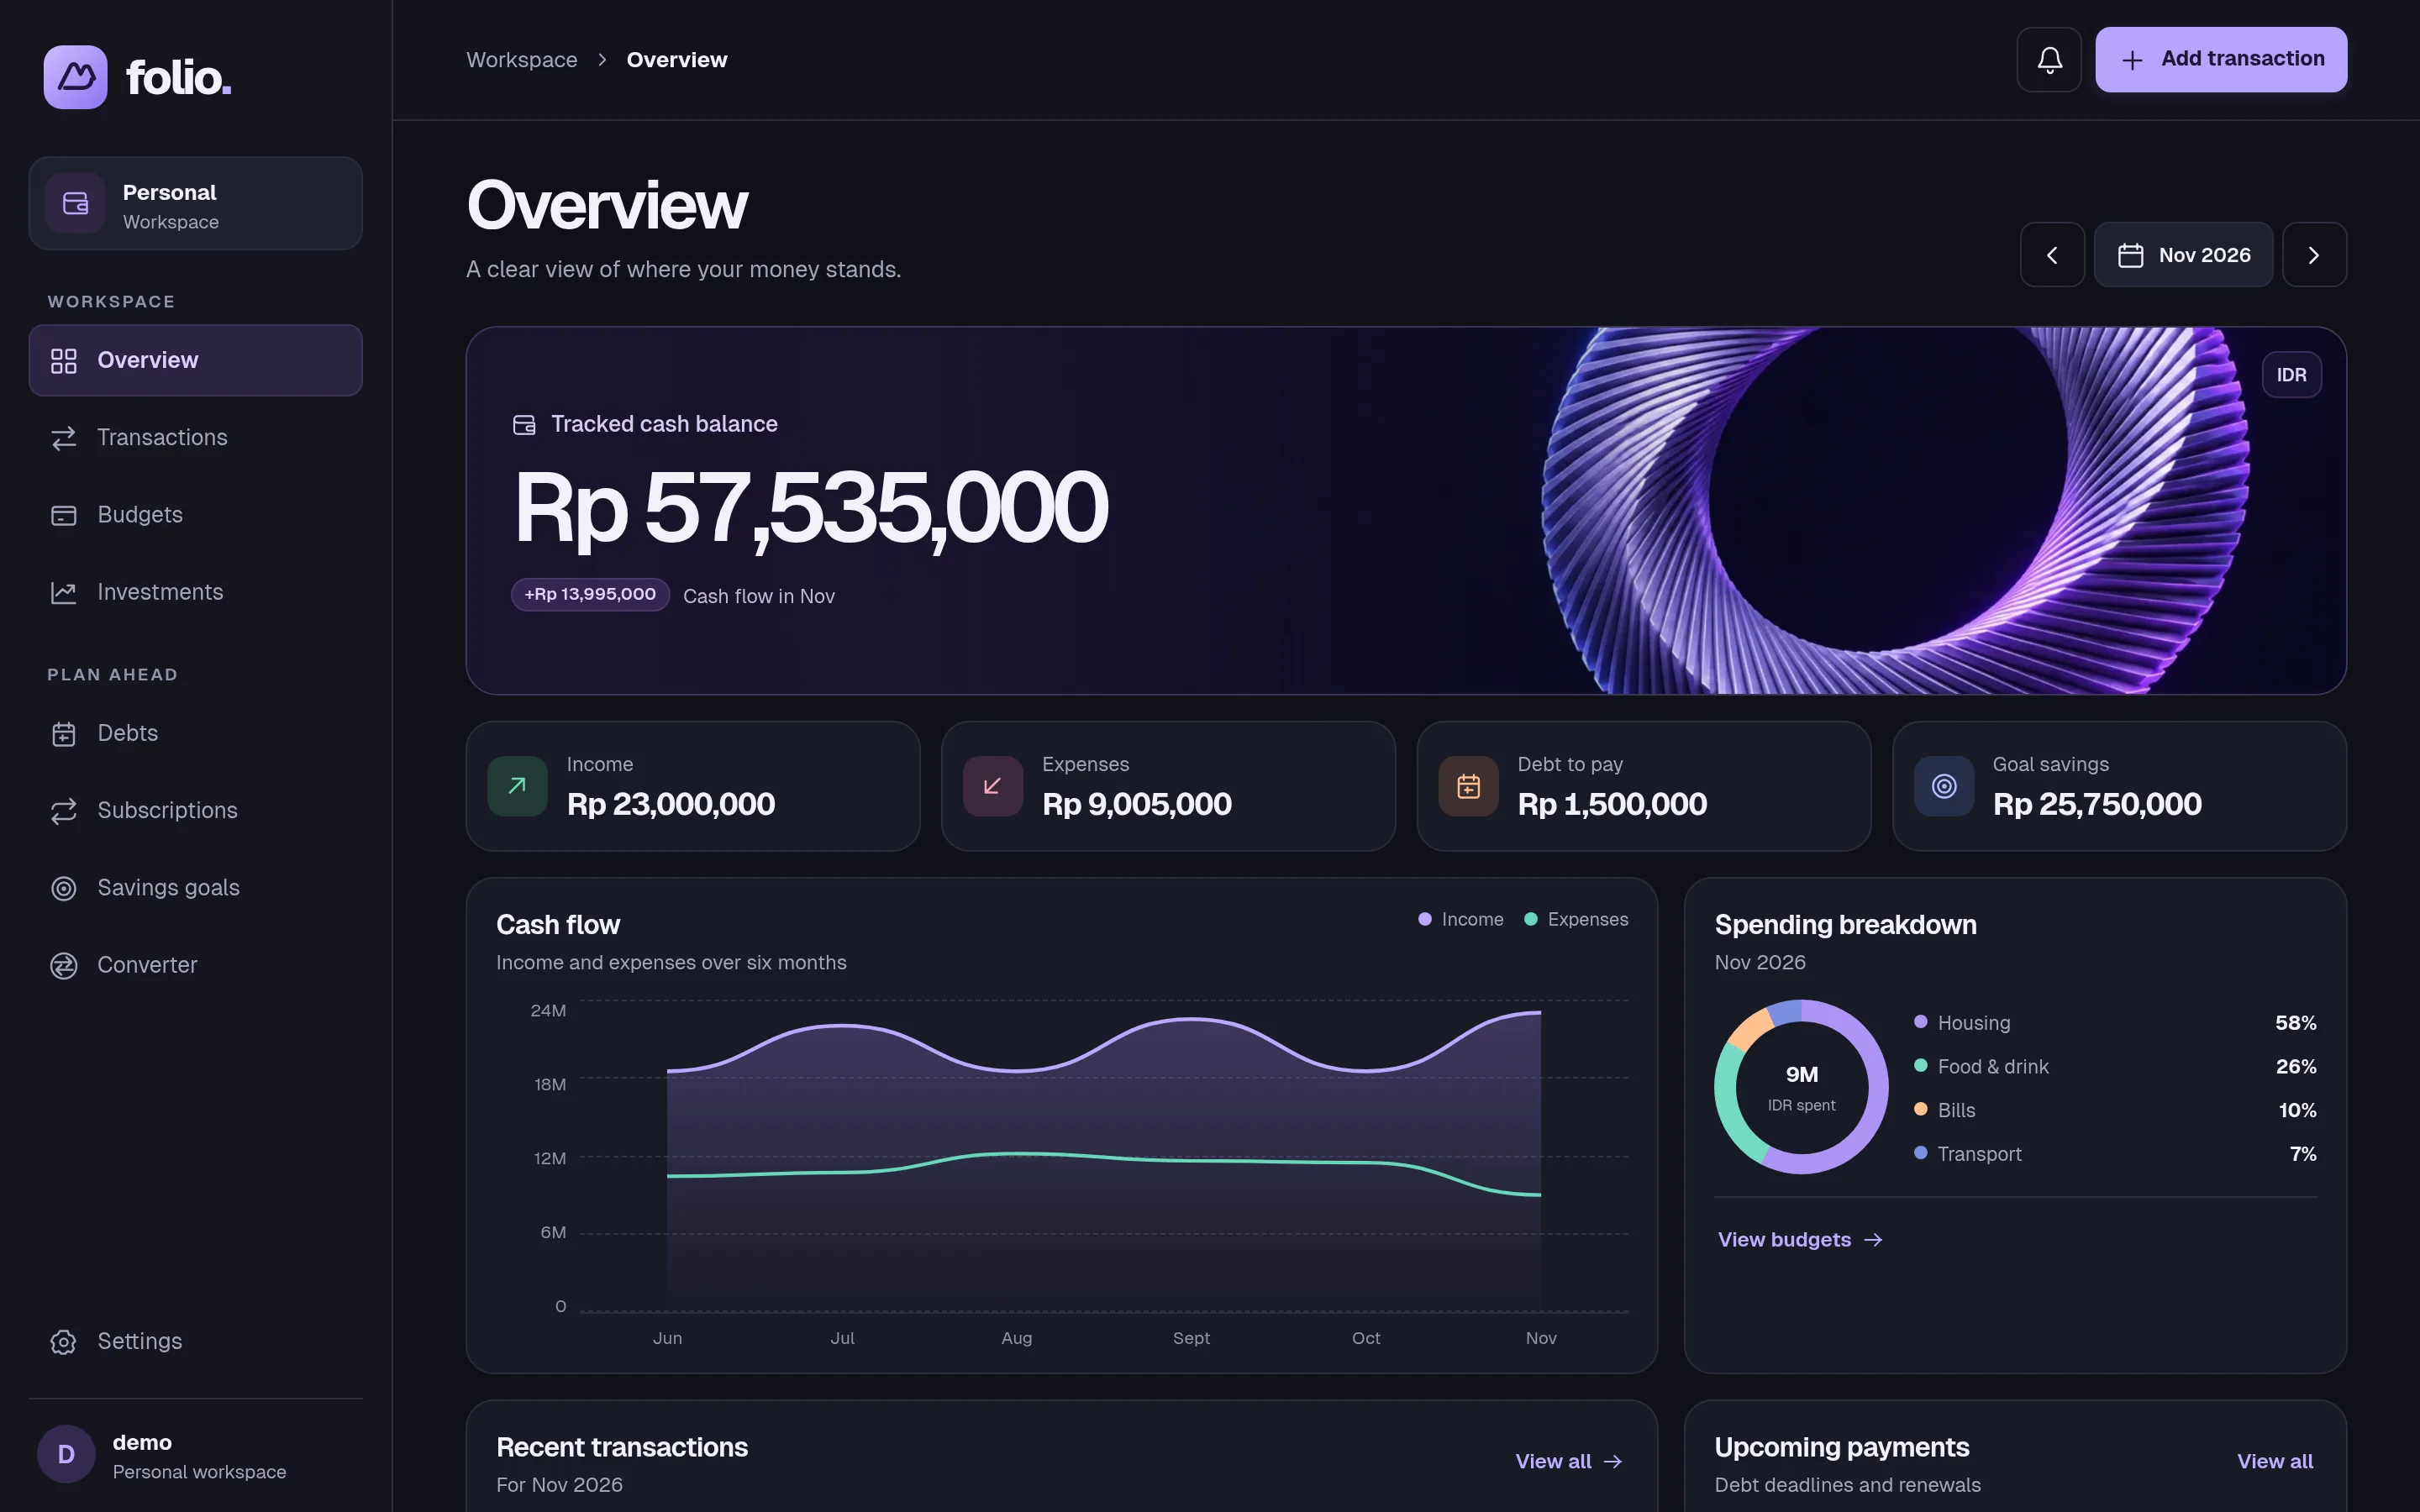 folio.
Personal
Workspace
WORKSPACE
Overview
Transactions
Budgets
Investments
PLAN AHEAD
Debts
Subscriptions
Savings goals
Converter
Settings
D
demo
Personal workspace
Workspace > Overview
Add transaction
Overview
A clear view of where your money stands.
Nov 2026
IDR
Tracked cash balance
Rp 57,535,000
+Rp 13,995,000 Cash flow in Nov
Income
Rp 23,000,000
Expenses
Rp 9,005,000
Debt to pay
Rp 1,500,000
Goal savings
Rp 25,750,000
Cash flow
Income Expenses
Income and expenses over six months
24M
18M
12M
6M
0
Jun Jul Aug Sept Oct Nov
Spending breakdown
Nov 2026
9M
IDR spent
Housing 58%
Food & drink 26%
Bills 10%
Transport 7%
View budgets →
Recent transactions
For Nov 2026
View all →
Upcoming payments
Debt deadlines and renewals
View all